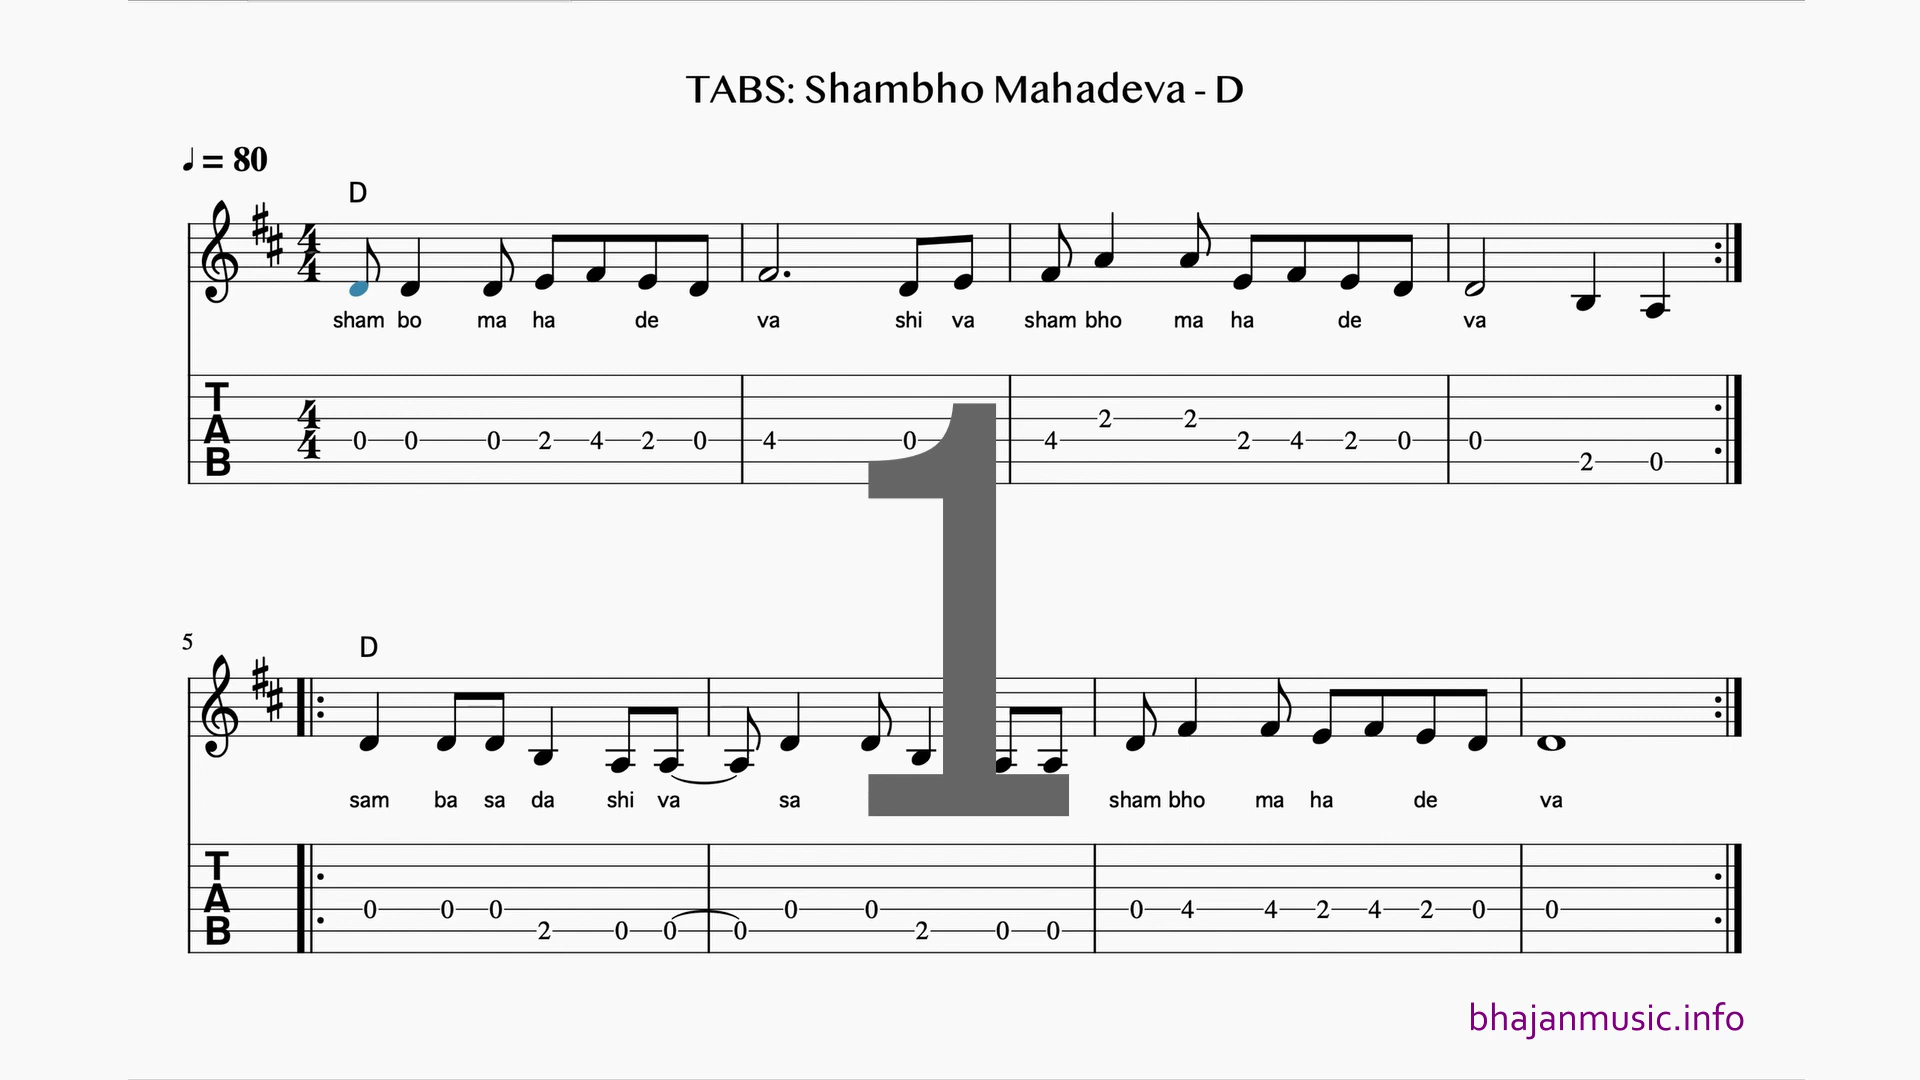 TABS: Shambho Mahadeva - D
♩ = 80
D
4
4
sham bo ma ha de va shi va sham bho ma ha de va
T
A
B
4
4
0 0 0 2 4 2 0 4 0 4 2 2 2 4 2 0 0 2 0
1
5
D
sam ba sa da shi va sa sham bho ma ha de va
T
A
B
0 0 0 2 0 0 0 0 0 2 0 0 0 4 4 2 4 2 0 0
bhajanmusic.info